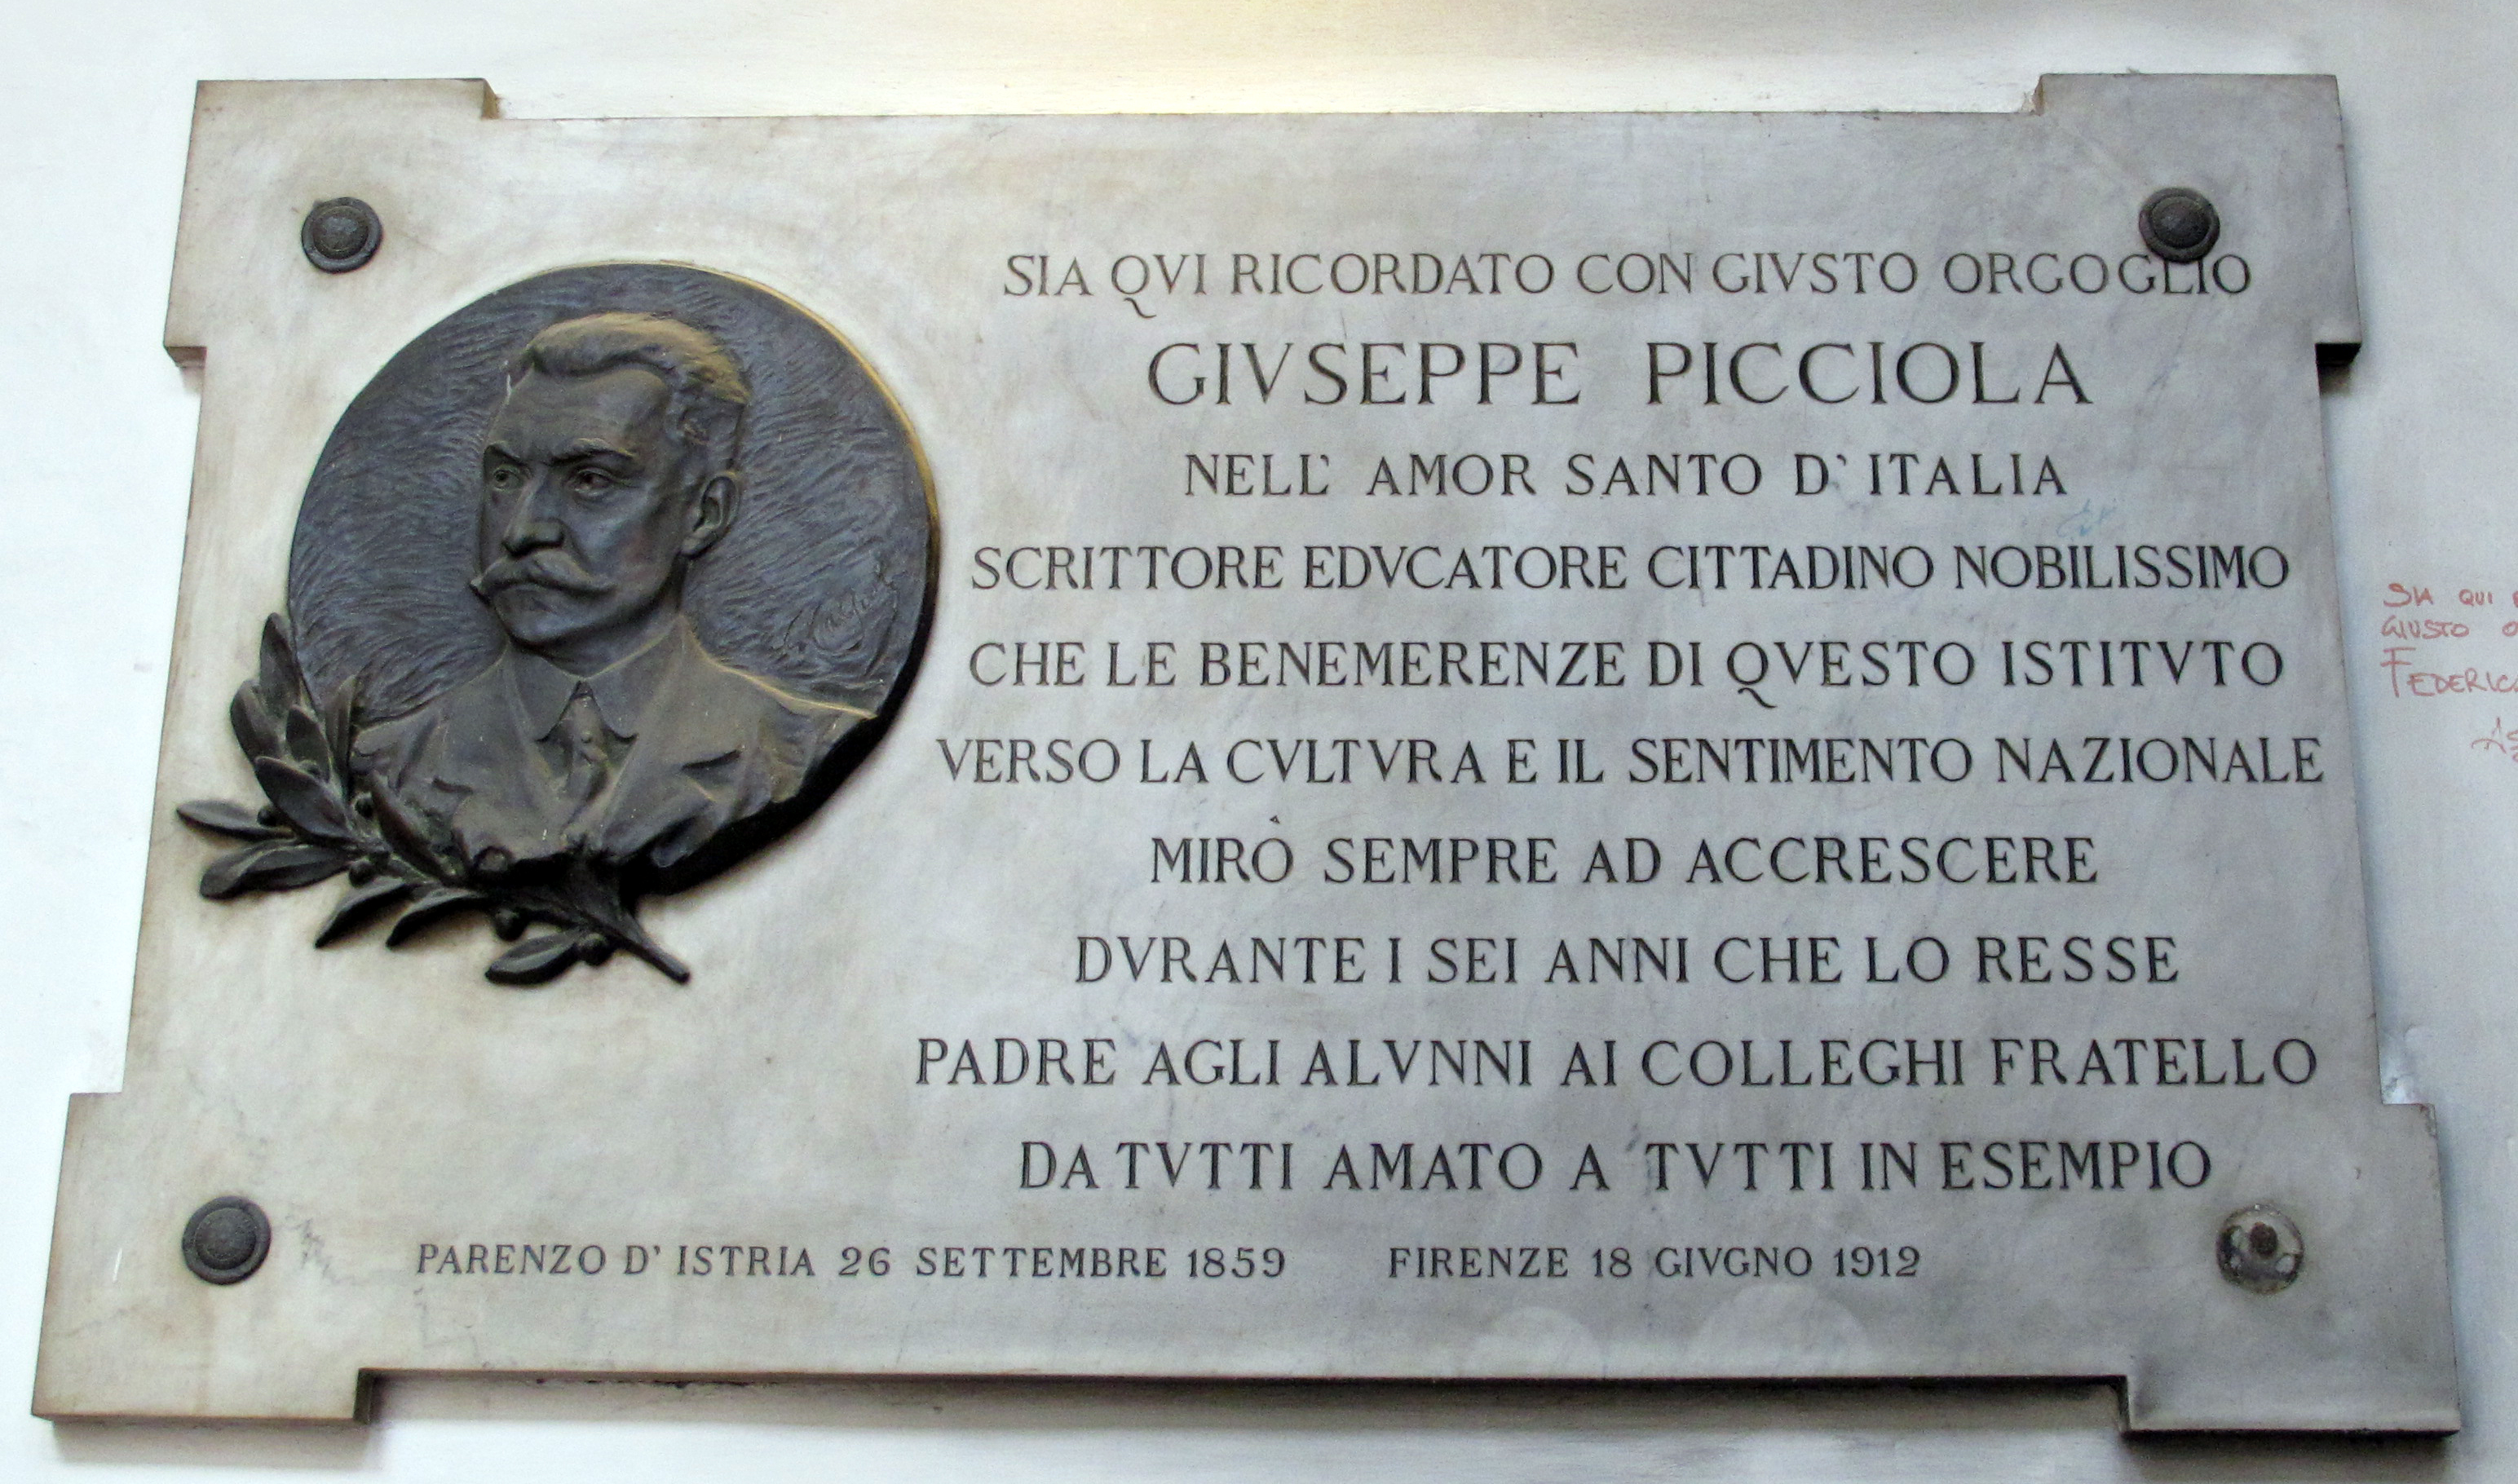 SIA QVI RICORDATO CON GIVSTO ORGOGLIO
GIVSEPPE PICCIOLA
NELL' AMOR SANTO D' ITALIA
SCRITTORE EDVCATORE CITTADINO NOBILISSIMO
CHE LE BENEMERENZE DI QVESTO ISTITVTO
VERSO LA CVLTVRA E IL SENTIMENTO NAZIONALE
MIRÒ SEMPRE AD ACCRESCERE
DVRANTE I SEI ANNI CHE LO RESSE
PADRE AGLI ALVNNI AI COLLEGHI FRATELLO
DA TVTTI AMATO A TVTTI IN ESEMPIO
PARENZO D' ISTRIA 26 SETTEMBRE 1859 FIRENZE 18 GIVGNO 1912
SIA QUI
GIUSTO